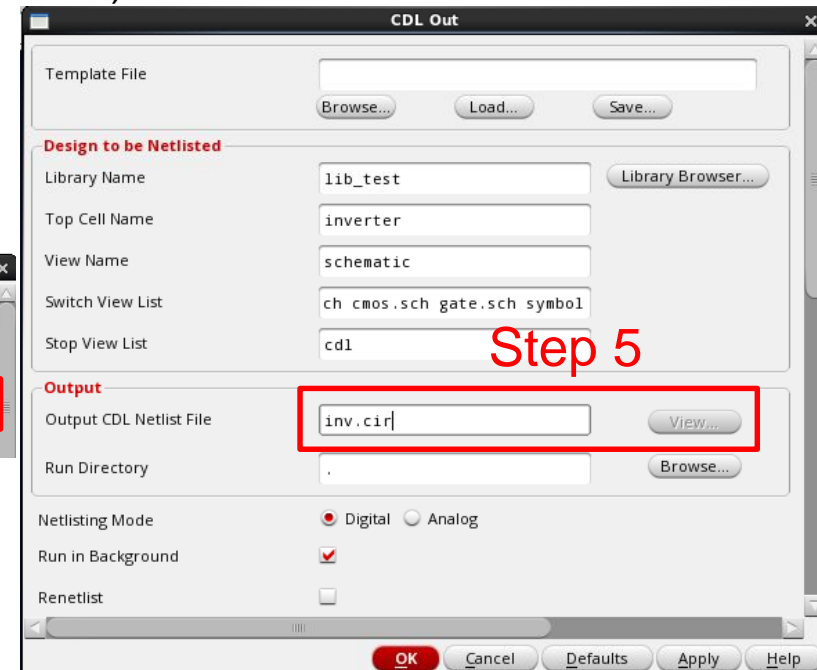 CDL Out
Template File
Browse... Load... Save...
Design to be Netlisted
Library Name lib_test Library Browser...
Top Cell Name inverter
View Name schematic
Switch View List ch cmos.sch gate.sch symbol
Stop View List cdl
Step 5
Output
Output CDL Netlist File inv.cir View...
Run Directory . Browse...
Netlisting Mode Digital Analog
Run in Background
Renetlist
OK Cancel Defaults Apply Help